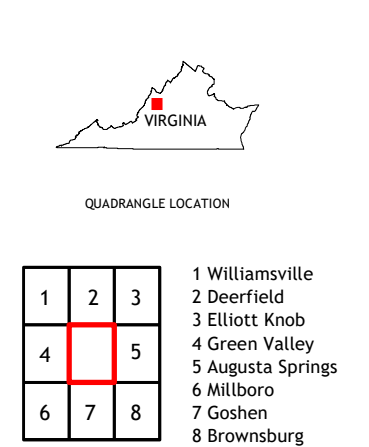 VIRGINIA
QUADRANGLE LOCATION
1 2 3
4 5
6 7 8
1 Williamsville
2 Deerfield
3 Elliott Knob
4 Green Valley
5 Augusta Springs
6 Millboro
7 Goshen
8 Brownsburg